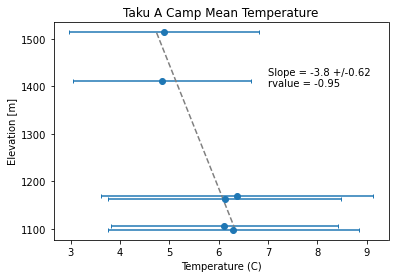 Taku A Camp Mean Temperature
1500
1400
1300
1200
1100
Elevation [m]
Slope = -3.8 +/-0.62
rvalue = -0.95
3 4 5 6 7 8 9
Temperature (C)